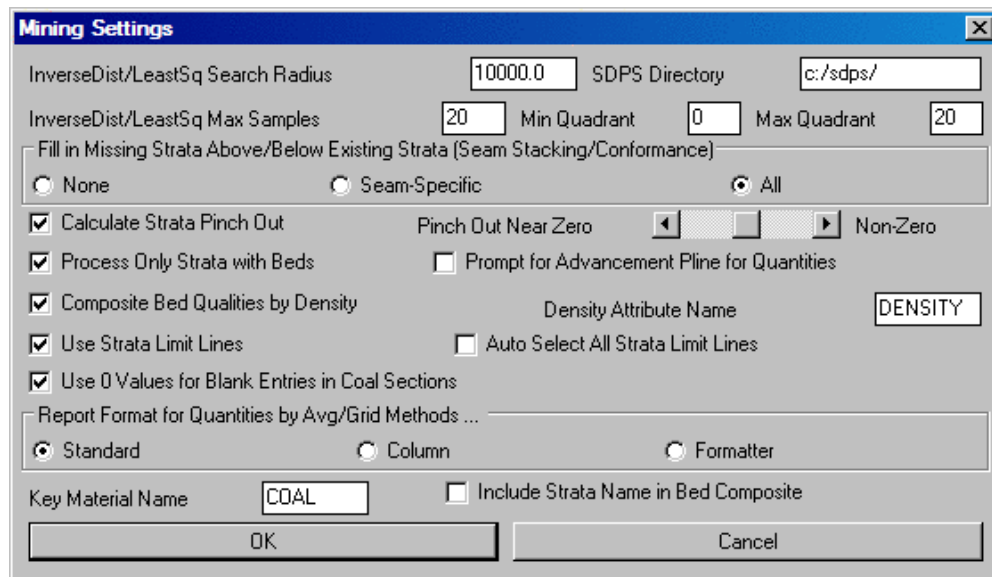 Mining Settings
InverseDist/LeastSq Search Radius 10000.0 SDPS Directory c:/sdps/
InverseDist/LeastSq Max Samples 20 Min Quadrant 0 Max Quadrant 20
Fill in Missing Strata Above/Below Existing Strata (Seam Stacking/Conformance)
None Seam-Specific All
Calculate Strata Pinch Out Pinch Out Near Zero Non-Zero
Process Only Strata with Beds Prompt for Advancement Pline for Quantities
Composite Bed Qualities by Density Density Attribute Name DENSITY
Use Strata Limit Lines Auto Select All Strata Limit Lines
Use 0 Values for Blank Entries in Coal Sections
Report Format for Quantities by Avg/Grid Methods ...
Standard Column Formatter
Key Material Name COAL Include Strata Name in Bed Composite
OK Cancel